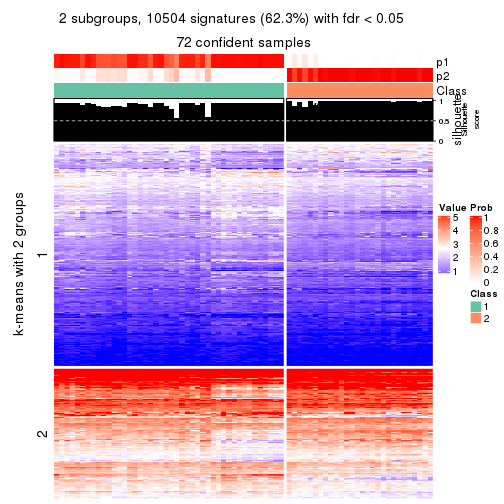 2 subgroups, 10504 signatures (62.3%) with fdr < 0.05
72 confident samples
p1
p2
Class
1
0.5
0
silhouette
Silhouette
score
k-means with 2 groups
1
2
Value
5
4
3
2
1
Prob
1
0.8
0.6
0.4
0.2
0
Class
1
2